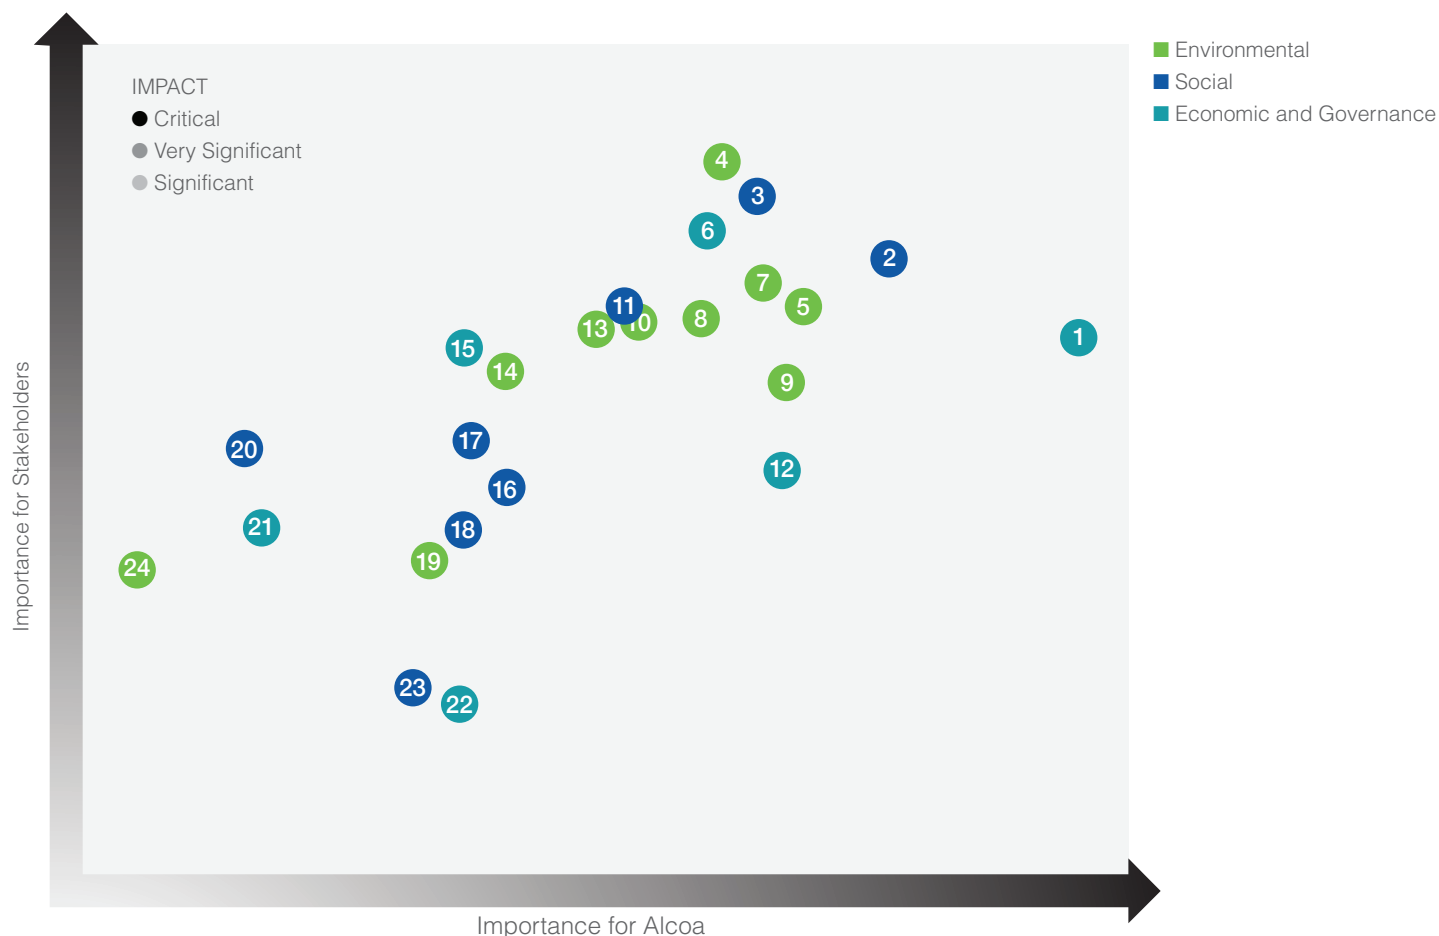 IMPACT
Critical
Very Significant
Significant
Environmental
Social
Economic and Governance
4
3
6
2
7
5
11
10
8
13
1
15
14
9
17
20
12
16
21
18
19
24
23
22
Importance for Stakeholders
Importance for Alcoa